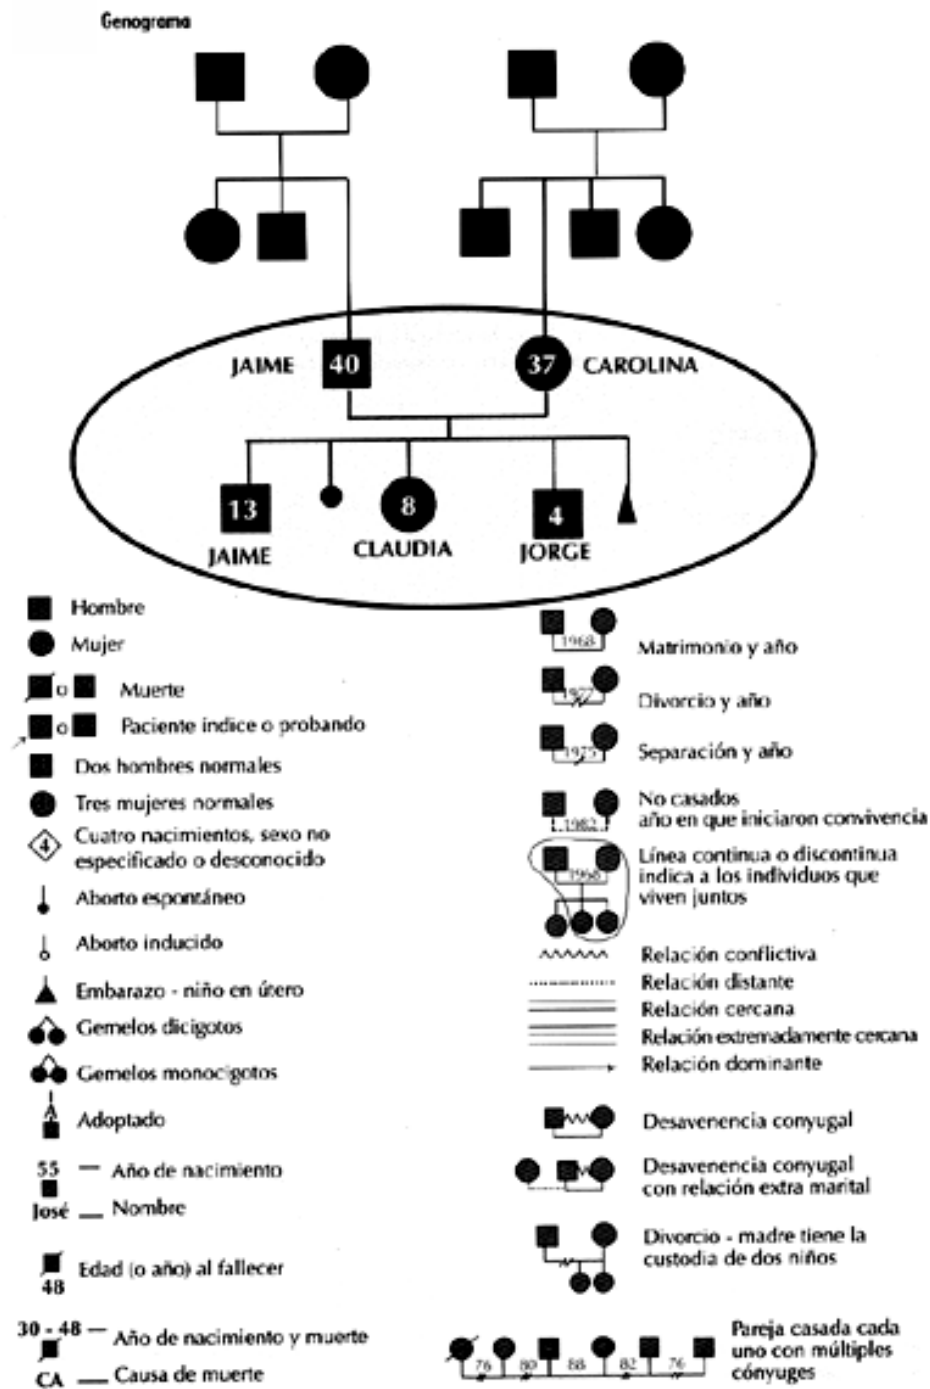 Genograma
JAIME 40
37 CAROLINA
13
8
4
JAIME
CLAUDIA
JORGE
Hombre
Mujer
o Muerte
o Paciente índice o probando
Dos hombres normales
Tres mujeres normales
4 Cuatro nacimientos, sexo no
especificado o desconocido
Aborto espontáneo
Aborto inducido
Embarazo - niño en útero
Gemelos dicigotos
Gemelos monocigotos
A
Adoptado
55 — Año de nacimiento
José — Nombre
Edad (o año) al fallecer
48
30 - 48 — Año de nacimiento y muerte
CA — Causa de muerte
1968 Matrimonio y año
1977 Divorcio y año
1975 Separación y año
No casados
1982 año en que iniciaron convivencia
Línea continua o discontinua
1968 indica a los individuos que
viven juntos
Relación conflictiva
Relación distante
Relación cercana
Relación extremadamente cercana
Relación dominante
Desavenencia conyugal
Desavenencia conyugal
con relación extra marital
Divorcio - madre tiene la
custodia de dos niños
Pareja casada cada
uno con múltiples
cónyuges
76 80 88 82 76